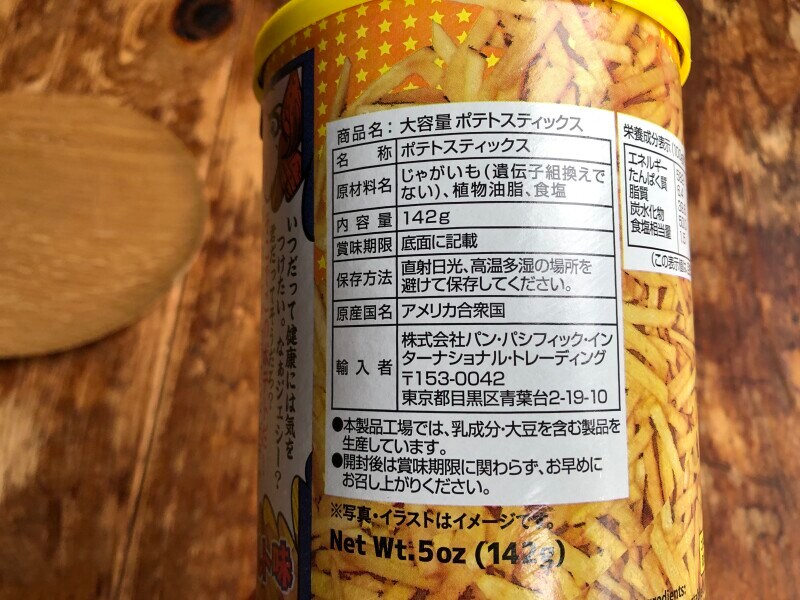 商品名：大容量 ポテトスティックス
名称 ポテトスティックス
原材料名 じゃがいも（遺伝子組換えで
ない）、植物油脂、食塩
内容量 142g
賞味期限 底面に記載
保存方法 直射日光、高温多湿の場所を
避けて保存してください。
原産国名 アメリカ合衆国
輸入者 株式会社パン・パシフィック・イン
ターナショナル・トレーディング
〒153-0042
東京都目黒区青葉台2-19-10
●本製品工場では、乳成分・大豆を含む製品を
生産しています。
●開封後は賞味期限に関わらず、お早めに
お召し上がりください。
※写真・イラストはイメージです。
Net Wt.5oz (142g)
栄養成分表示
エネルギー
たんぱく質
脂質
炭水化物
食塩相当量
（この表示値は
いつだって健康には気を
つけたい。なぁジェシー？
味